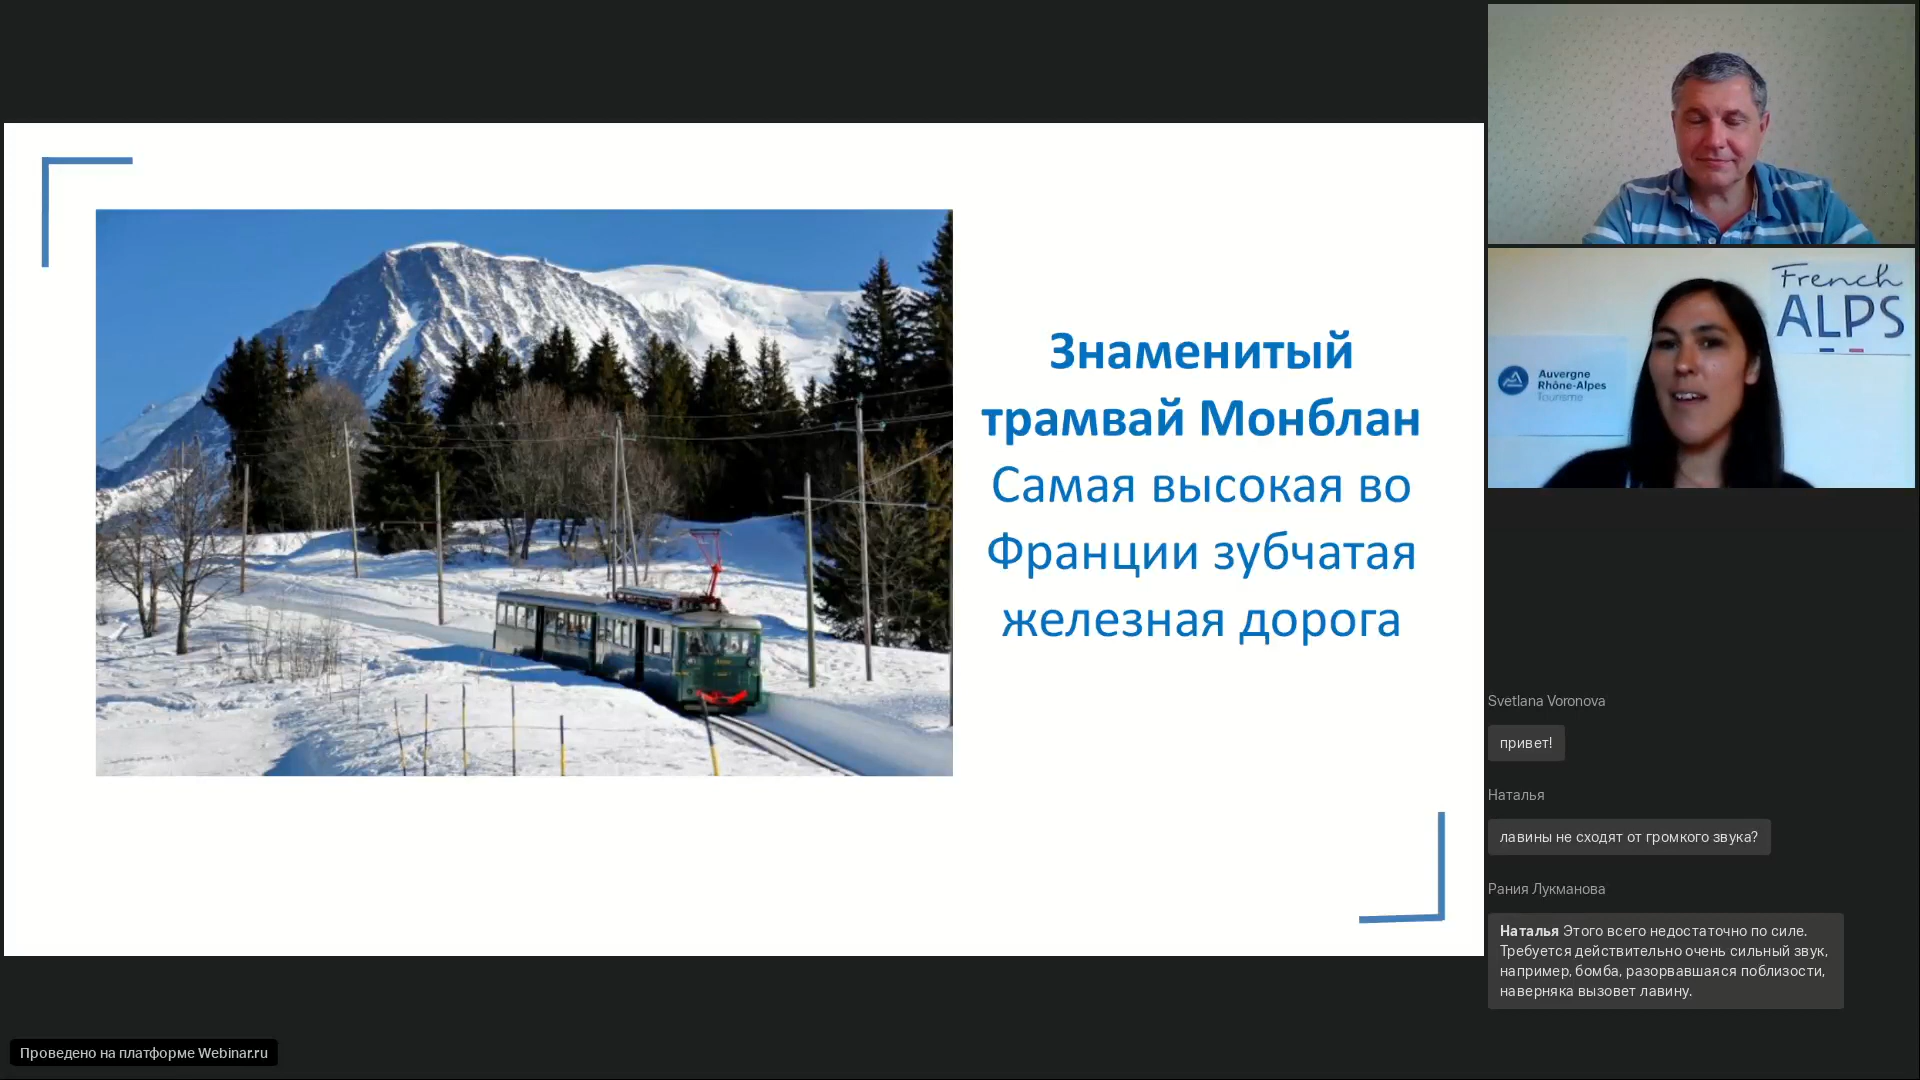 Знаменитый
трамвай Монблан
Самая высокая во
Франции зубчатая
железная дорога
French
ALPS
Auvergne
Rhône-Alpes
Tourisme
Svetlana Voronova
привет!
Наталья
лавины не сходят от громкого звука?
Рания Лукманова
Наталья Этого всего недостаточно по силе.
Требуется действительно очень сильный звук,
например, бомба, разорвавшаяся поблизости,
наверняка вызовет лавину.
Проведено на платформе Webinar.ru